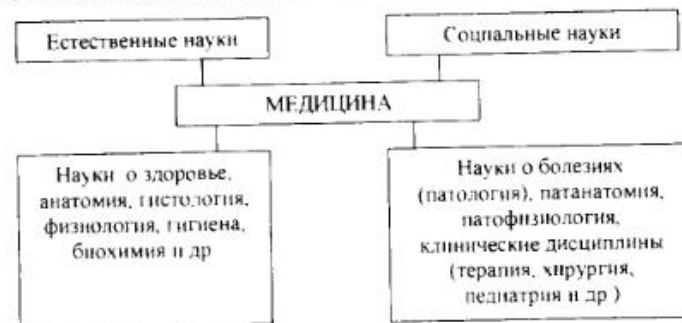 Естественные науки
Социальные науки
МЕДИЦИНА
Науки о здоровье,
анатомия, гистология,
физиология, гигиена,
биохимия и др
Науки о болезиях
(патология), патанатомия,
патофизиология,
клинические дисциплины
(терапия, хирургия,
педиатрия и др )